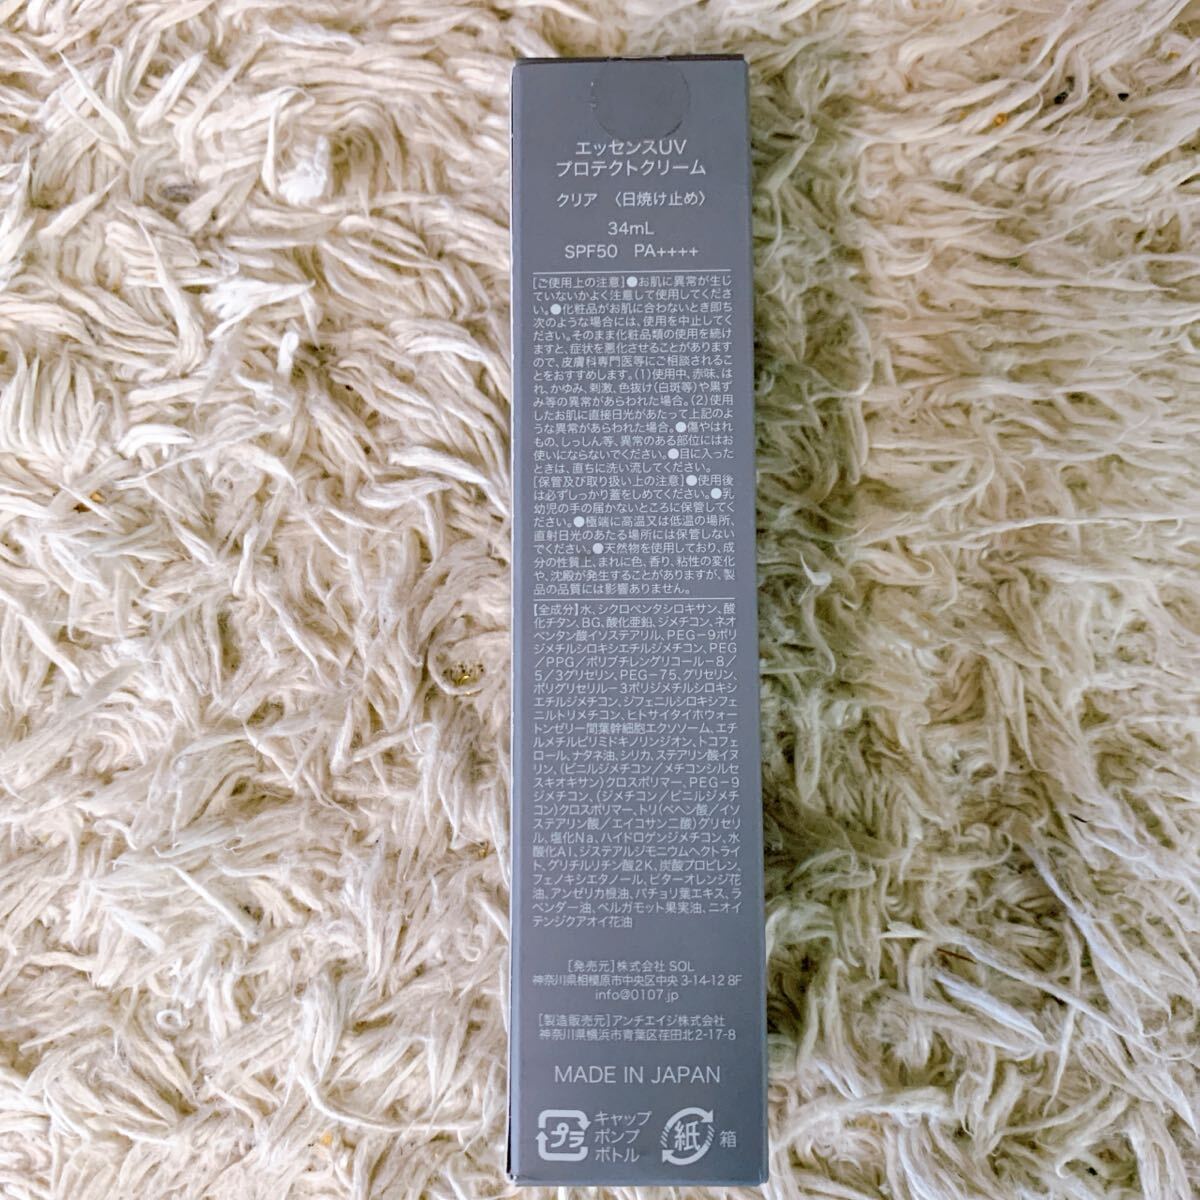 エッセンスUV
プロテクトクリーム
クリア 〈日焼け止め〉
34mL
SPF50 PA++++
[ご使用上の注意]●お肌に異常が生じ
ていないかよく注意して使用してくださ
い。●化粧品がお肌に合わないとき即ち
次のような場合には、使用を中止してく
ださい。そのまま化粧品類の使用を続け
ますと、症状を悪化させることがあります
ので、皮膚科専門医等にご相談されるこ
とをおすすめします。(1)使用中、赤味、は
れ、かゆみ、刺激、色抜け(白斑等)や黒ず
み等の異常があらわれた場合。(2)使用
したお肌に直接日光があたって上記のよ
うな異常があらわれた場合。●傷やはれ
もの、しっしん等、異常のある部位にはお
使いにならないでください。●目に入った
ときは、直ちに洗い流してください。
[保管及び取り扱い上の注意]●使用後
は必ずしっかり蓋をしめてください。●乳
幼児の手の届かないところに保管してく
ださい。●極端に高温又は低温の場所、
直射日光のあたる場所には保管しない
でください。●天然物を使用しており、成
分の性質上、まれに色、香り、粘性の変化
や、沈殿が発生することがありますが、製
品の品質には影響ありません。
【全成分】水、シクロペンタシロキサン、酸
化チタン、BG、酸化亜鉛、ジメチコン、ネオ
ペンタン酸イソステアリル、PEG-9ポリ
ジメチルシロキシエチルジメチコン、PEG
/PPG/ポリブチレングリコール-8/
5/3グリセリン、PEG-75、グリセリン、
ポリグリセリル-3ポリジメチルシロキシ
エチルジメチコン、ジフェニルシロキシフェ
ニルトリメチコン、ヒトサイタイホウォー
トンゼリー間葉幹細胞エクソソーム、エチ
ルメチルピリミドキノリンジオン、トコフェ
ロール、ナタネ油、シリカ、ステアリン酸イヌ
リン、(ビニルジメチコン/メチコンシルセ
スキオキサン)クロスポリマー、PEG-9
ジメチコン、(ジメチコン/ビニルジメチ
コン)クロスポリマー、トリ(ベヘン酸/イソ
ステアリン酸/エイコサン二酸)グリセリ
ル、塩化Na、ハイドロゲンジメチコン、水
酸化Al、ジステアルジモニウムヘクトライ
ト、グリチルリチン酸2K、炭酸プロピレン、
フェノキシエタノール、ビターオレンジ花
油、アンゼリカ根油、パチョリ葉エキス、ラ
ベンダー油、ベルガモット果実油、ニオイ
テンジクアオイ花油
[発売元]株式会社 SOL
神奈川県相模原市中央区中央 3-14-12 8F
info@0107.jp
[製造販売元]アンチエイジ株式会社
神奈川県横浜市青葉区荏田北2-17-8
MADE IN JAPAN
プラ
キャップ
ポンプ
ボトル
紙
箱